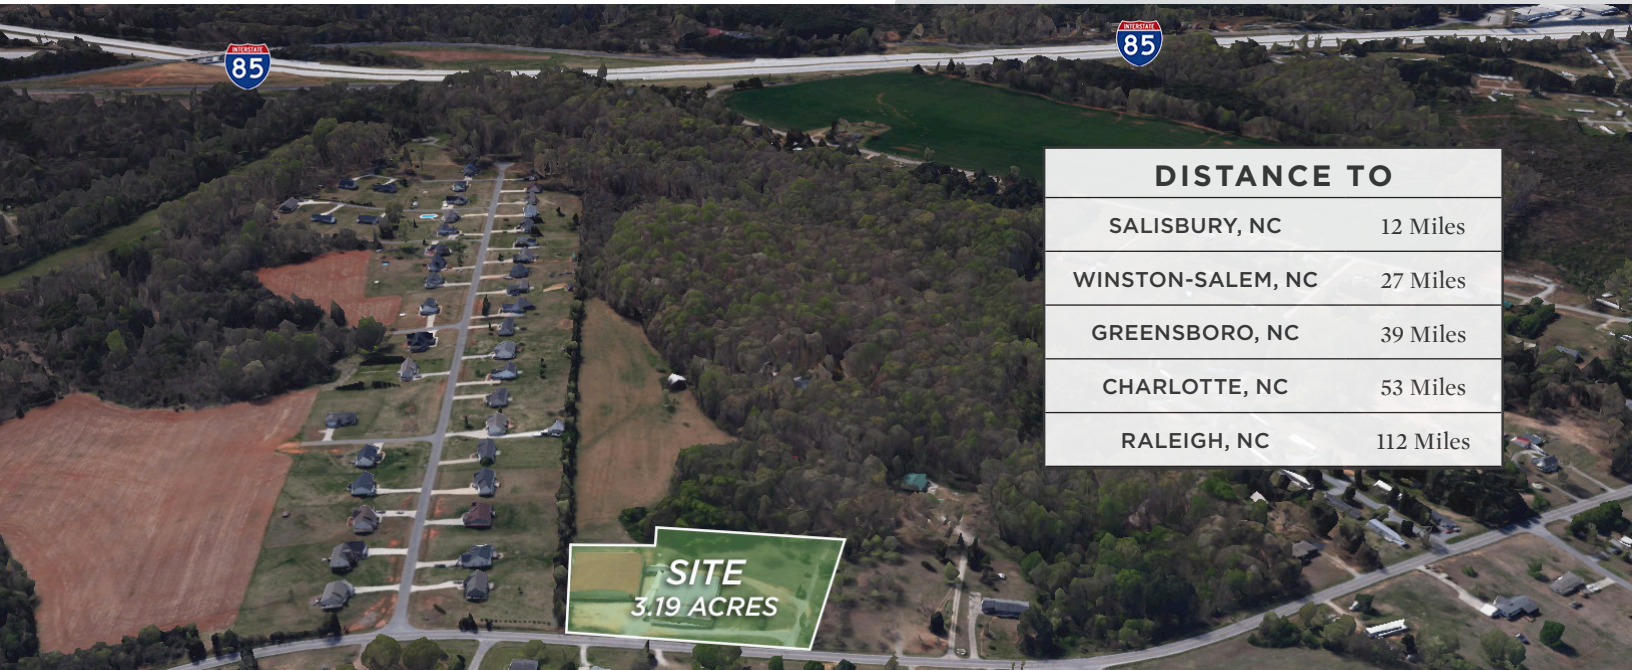 INTERSTATE
85
INTERSTATE
85
DISTANCE TO
SALISBURY, NC 12 Miles
WINSTON-SALEM, NC 27 Miles
GREENSBORO, NC 39 Miles
CHARLOTTE, NC 53 Miles
RALEIGH, NC 112 Miles
SITE
3.19 ACRES